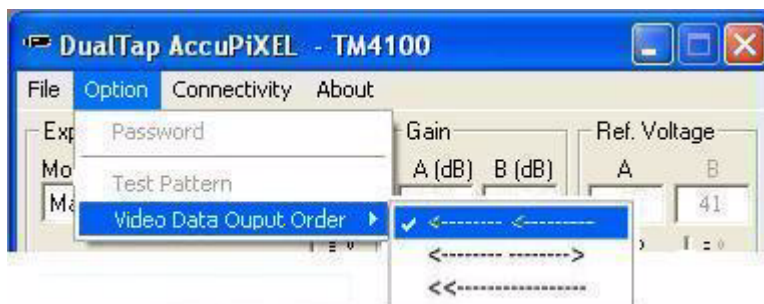 DualTap AccuPiXEL - TM4100
File Option Connectivity About
Password
Gain
Ref. Voltage
A (dB) B (dB) A B
Test Pattern
41
Video Data Ouput Order
<-------- <---------
<-------- -------->
<<-----------------